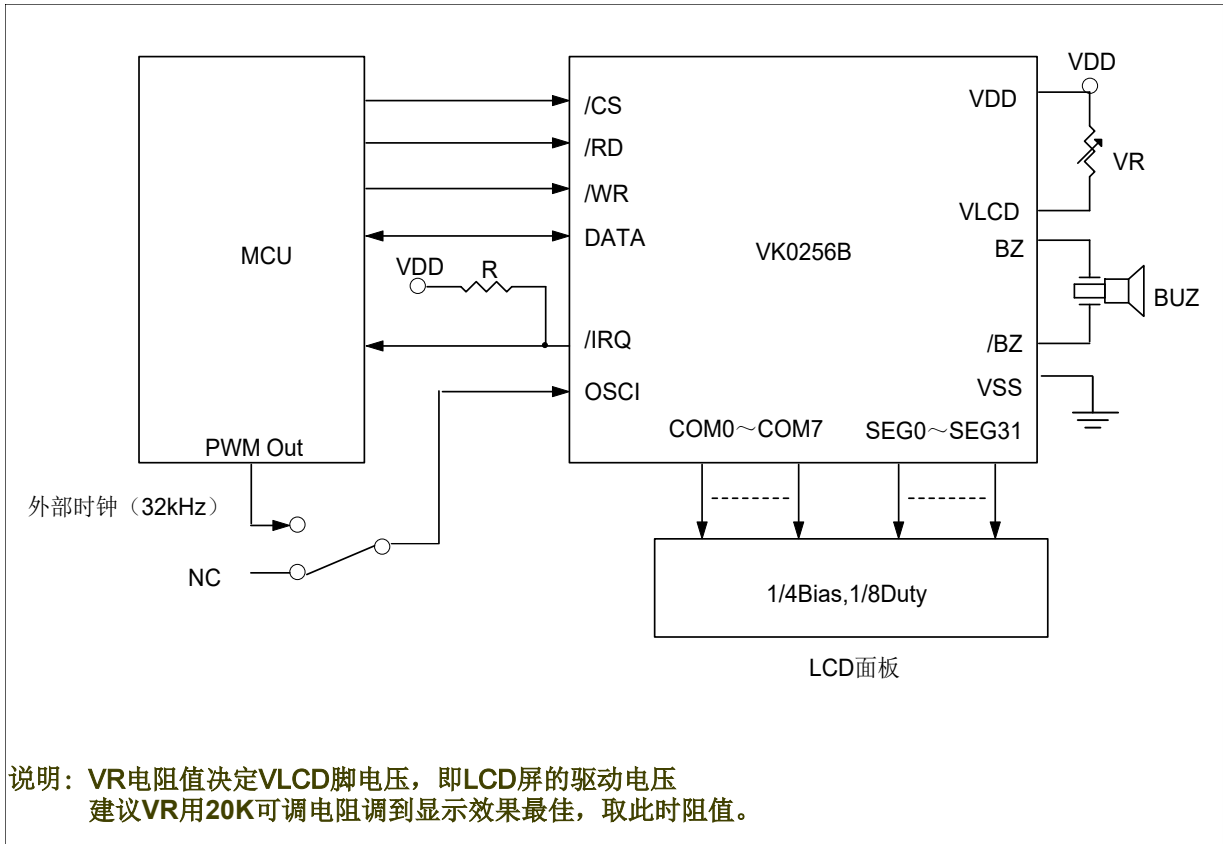 VDD
/CS
VDD
/RD
VR
/WR
VLCD
DATA
MCU
VK0256B
BZ
VDD
R
BUZ
/IRQ
/BZ
OSCI
VSS
COM0～COM7
SEG0～SEG31
PWM Out
外部时钟（32kHz）
NC
1/4Bias,1/8Duty
LCD面板
说明：VR电阻值决定VLCD脚电压，即LCD屏的驱动电压
建议VR用20K可调电阻调到显示效果最佳，取此时阻值。